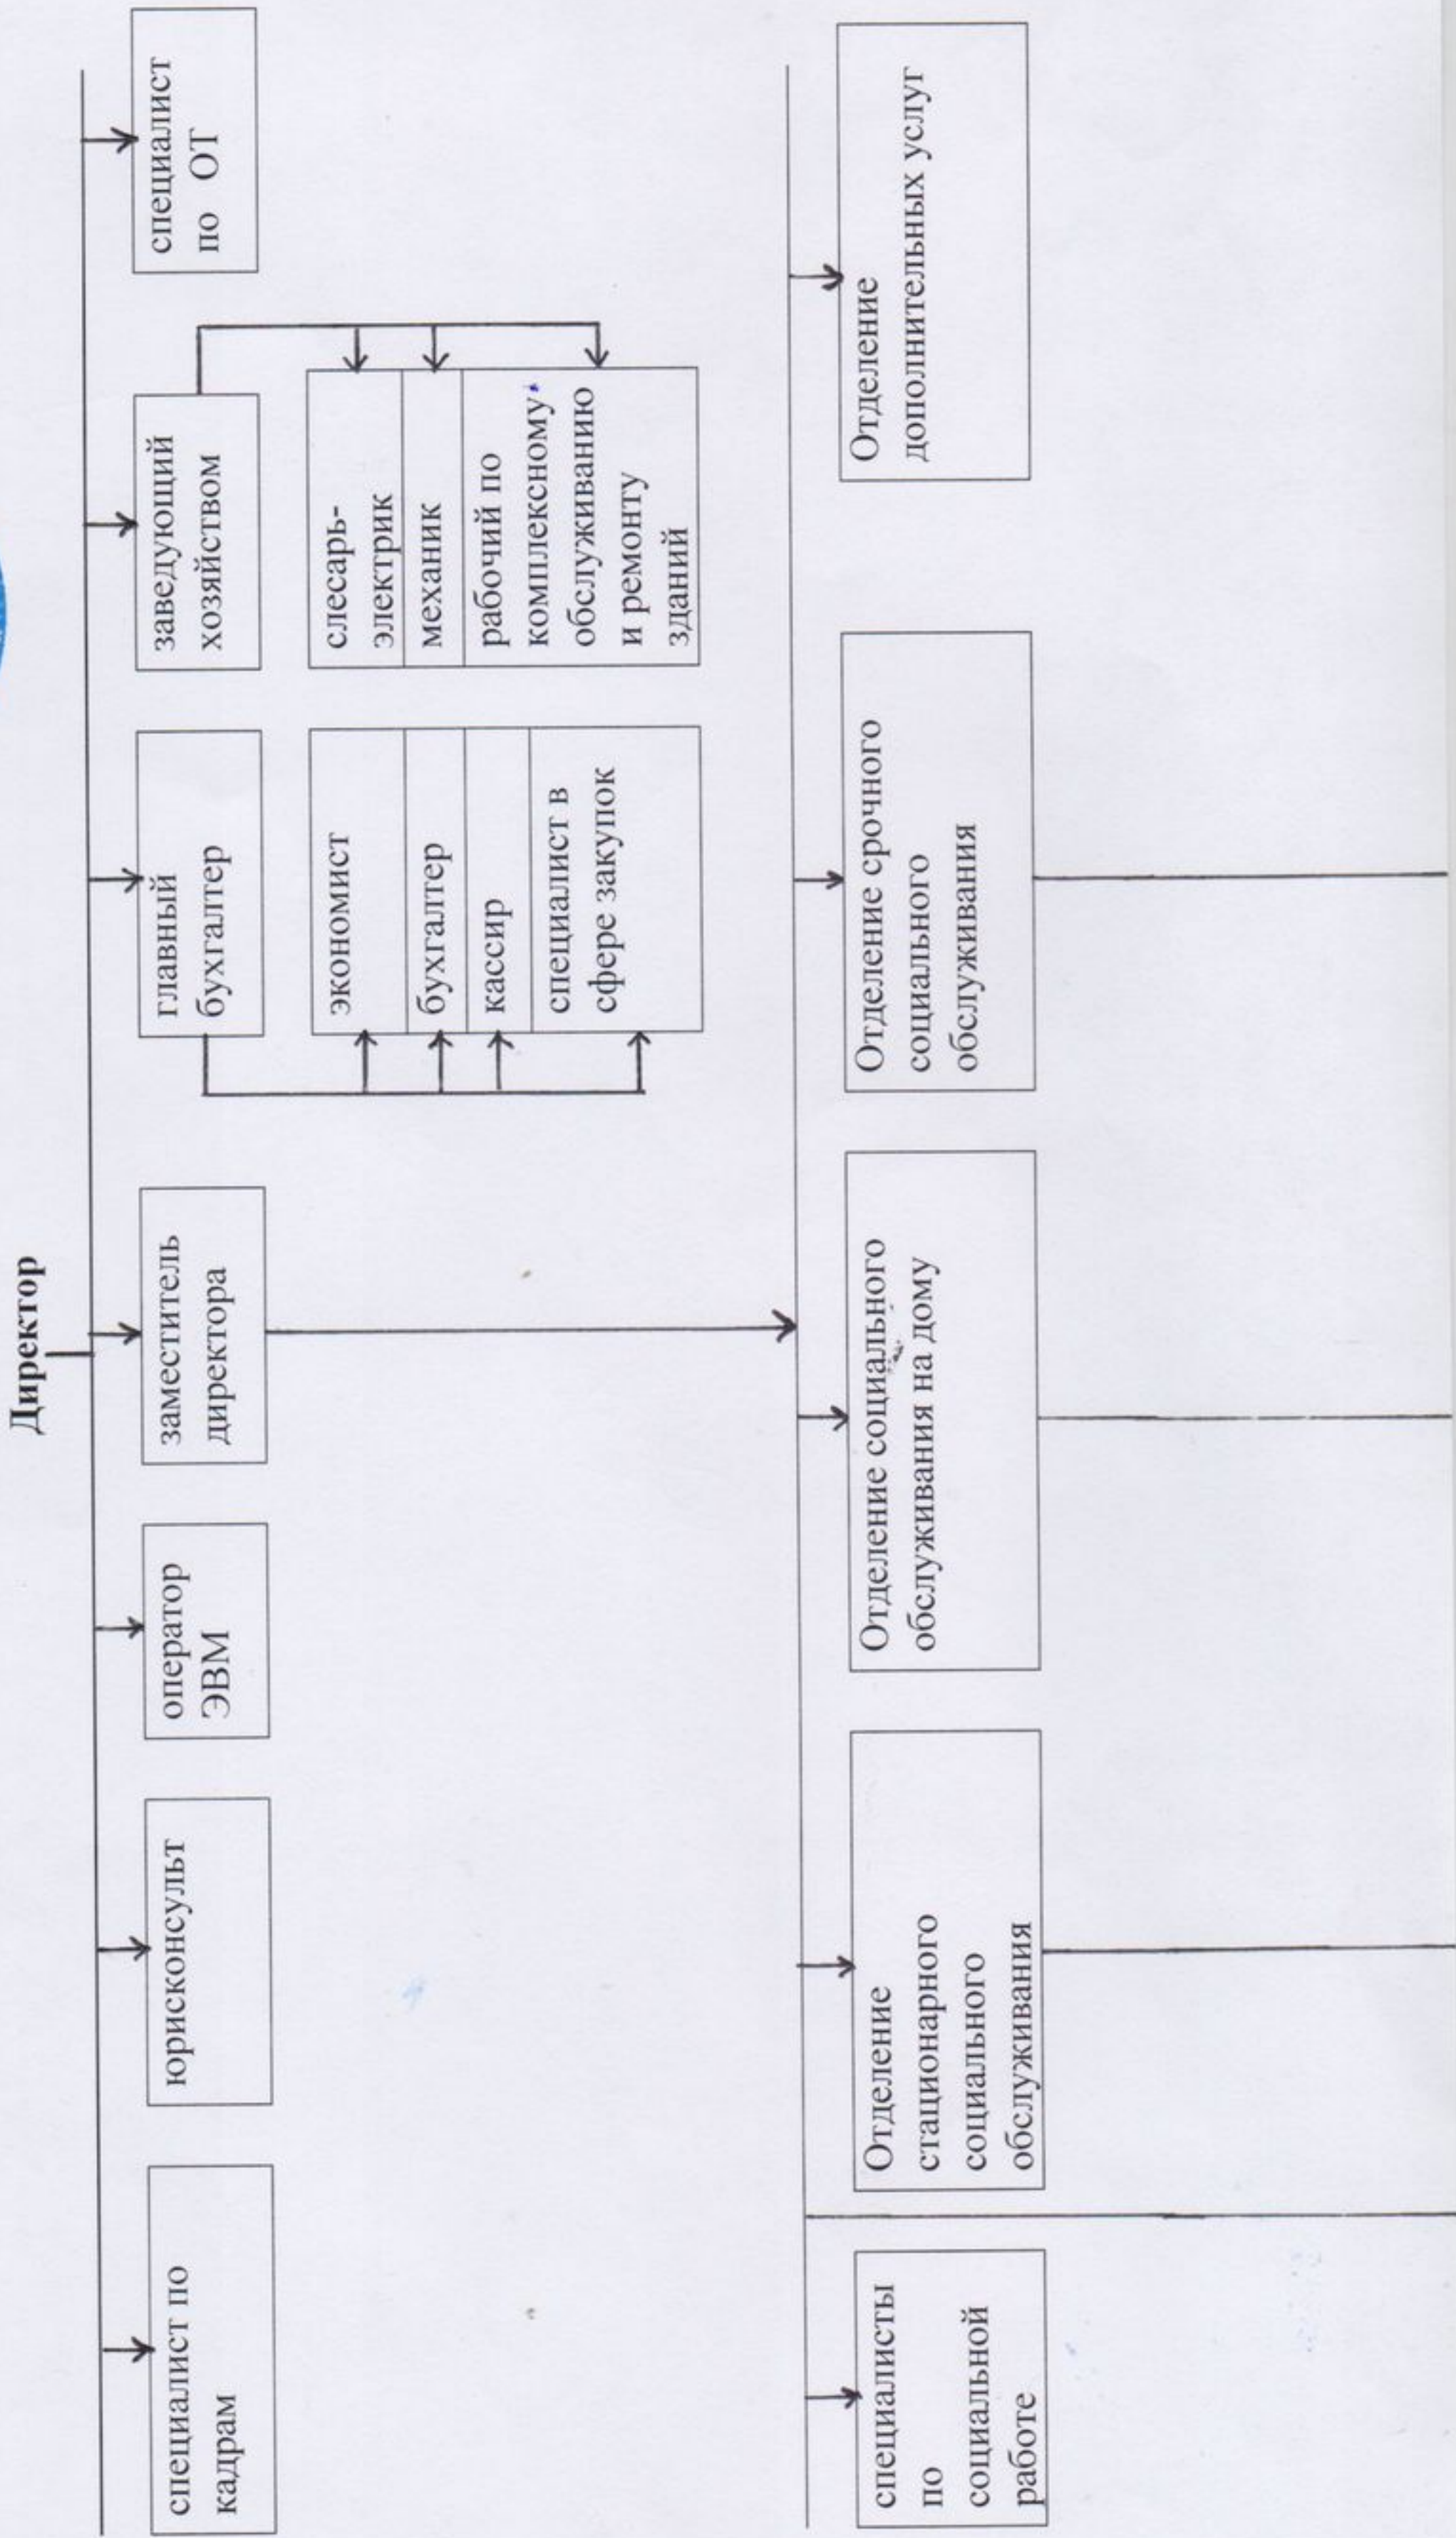 Директор
специалист по
кадрам
юрисконсульт
оператор
ЭВМ
заместитель
директора
главный
бухгалтер
заведующий
хозяйством
специалист
по ОТ
экономист
бухгалтер
кассир
специалист в
сфере закупок
слесарь-
электрик
механик
рабочий по
комплексному
обслуживанию
и ремонту
зданий
специалисты
по
социальной
работе
Отделение
стационарного
социального
обслуживания
Отделение социального
обслуживания на дому
Отделение срочного
социального
обслуживания
Отделение
дополнительных услуг